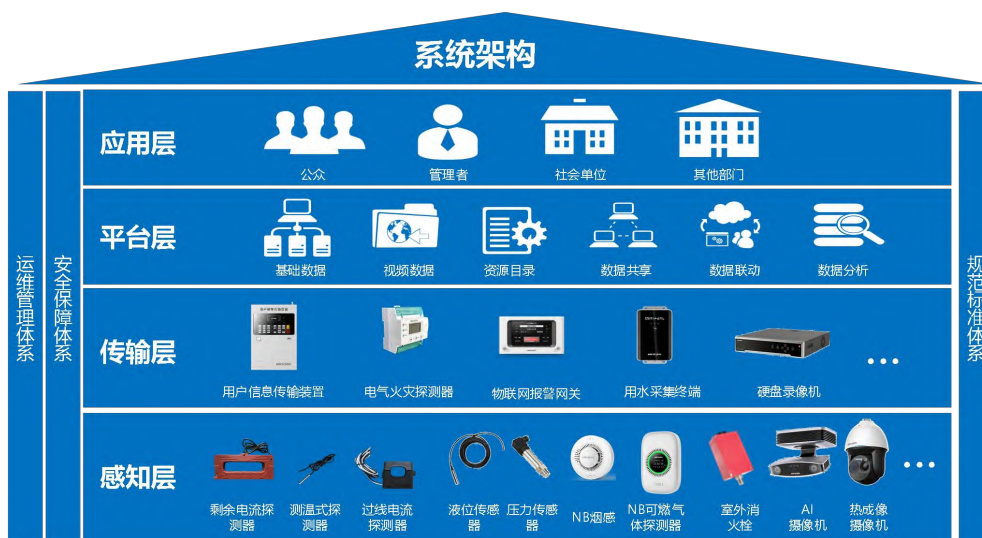 系统架构
运维管理体系
安全保障体系
规范标准体系
应用层
公众
管理者
社会单位
其他部门
平台层
基础数据
视频数据
资源目录
数据共享
数据联动
数据分析
传输层
用户信息传输装置
电气火灾探测器
物联网报警网关
用水采集终端
硬盘录像机
感知层
剩余电流探
测器
测温式探
测器
过线电流
探测器
液位传感
器
压力传感
器
NB烟感
NB可燃气
体探测器
室外消
火栓
AI
摄像机
热成像
摄像机